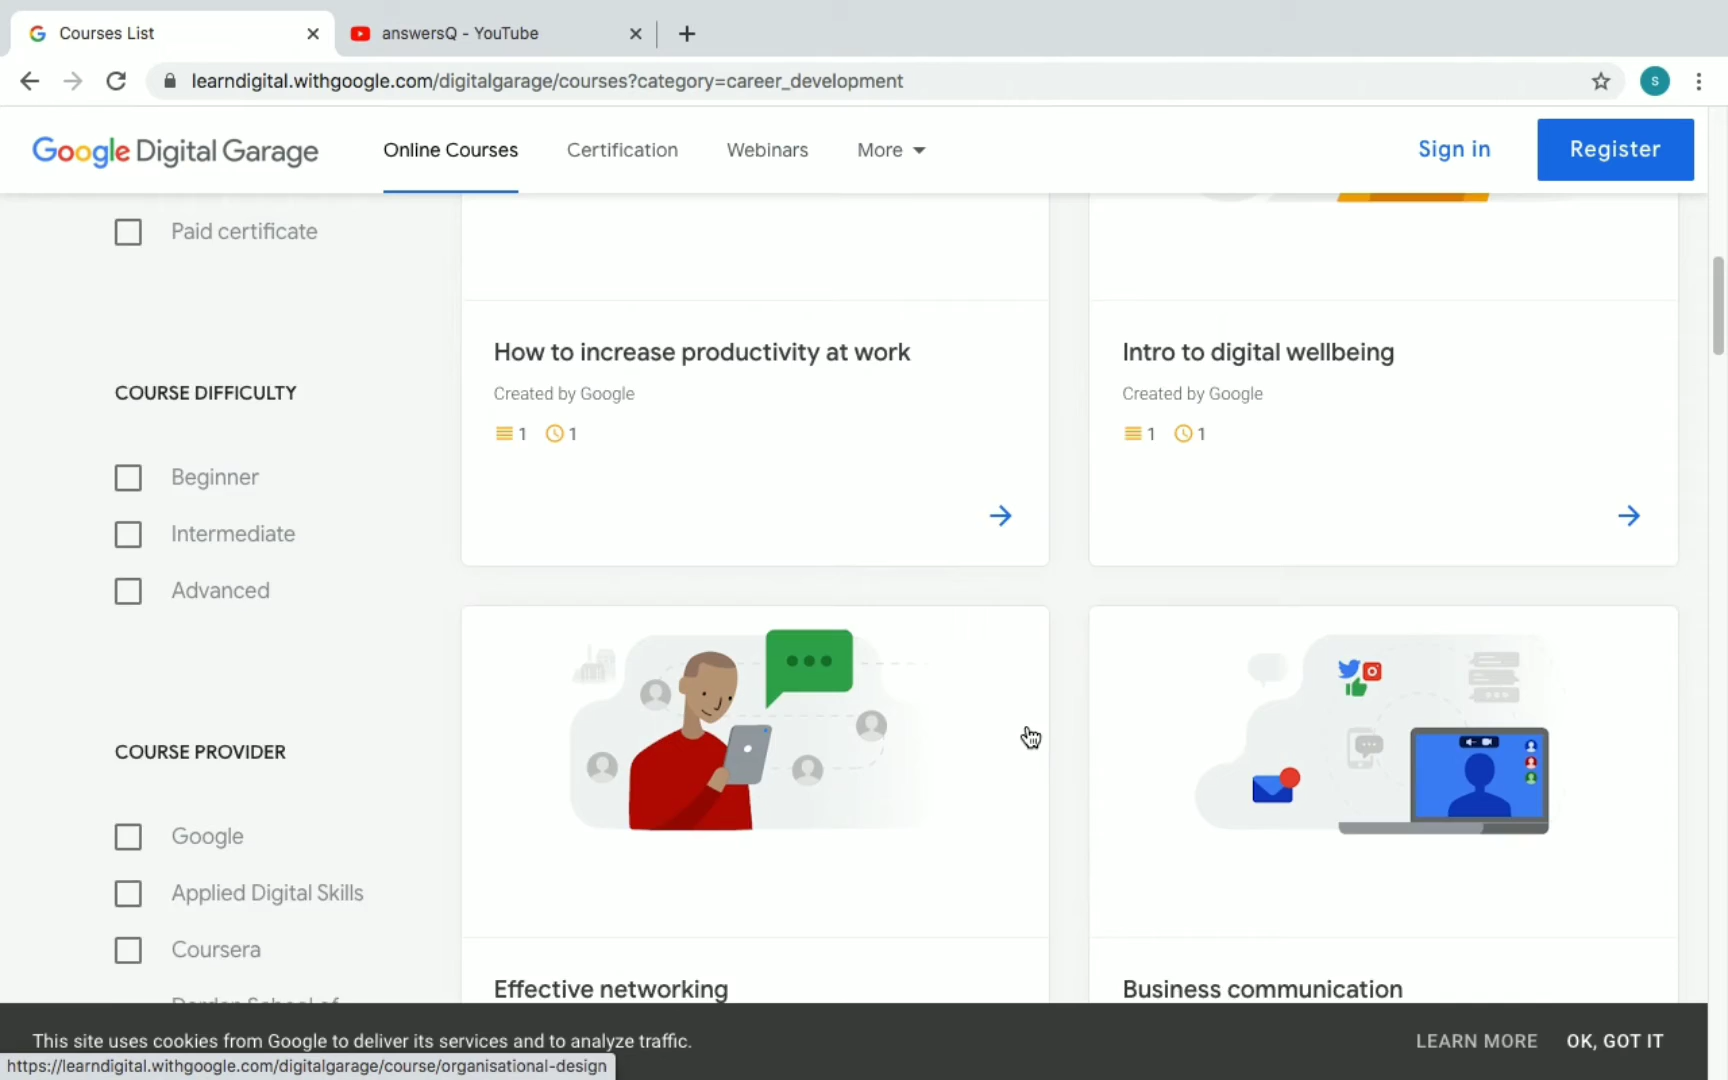 Courses List
answersQ - YouTube
learndigital.withgoogle.com/digitalgarage/courses?category=career_development
S
Google Digital Garage
Online Courses
Certification
Webinars
More
Sign in
Register
Paid certificate
COURSE DIFFICULTY
Beginner
Intermediate
Advanced
COURSE PROVIDER
Google
Applied Digital Skills
Coursera
How to increase productivity at work
Created by Google
1 1
Intro to digital wellbeing
Created by Google
1 1
Effective networking
Business communication
This site uses cookies from Google to deliver its services and to analyze traffic.
LEARN MORE
OK, GOT IT
https://learndigital.withgoogle.com/digitalgarage/course/organisational-design